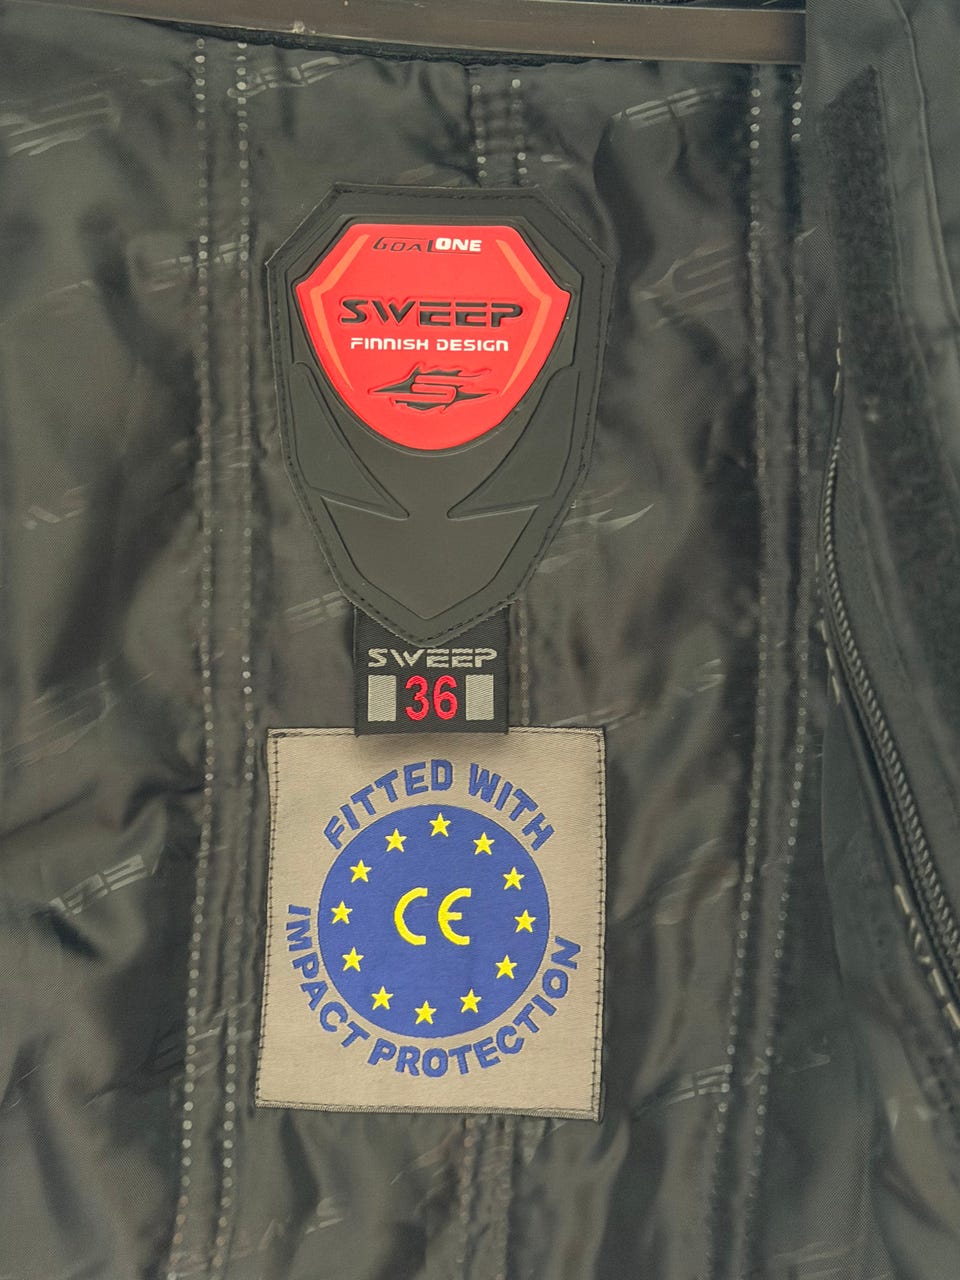 GOALONE
SWEEP
FINNISH DESIGN
S
SWEEP
36
FITTED WITH
CE
IMPACT PROTECTION